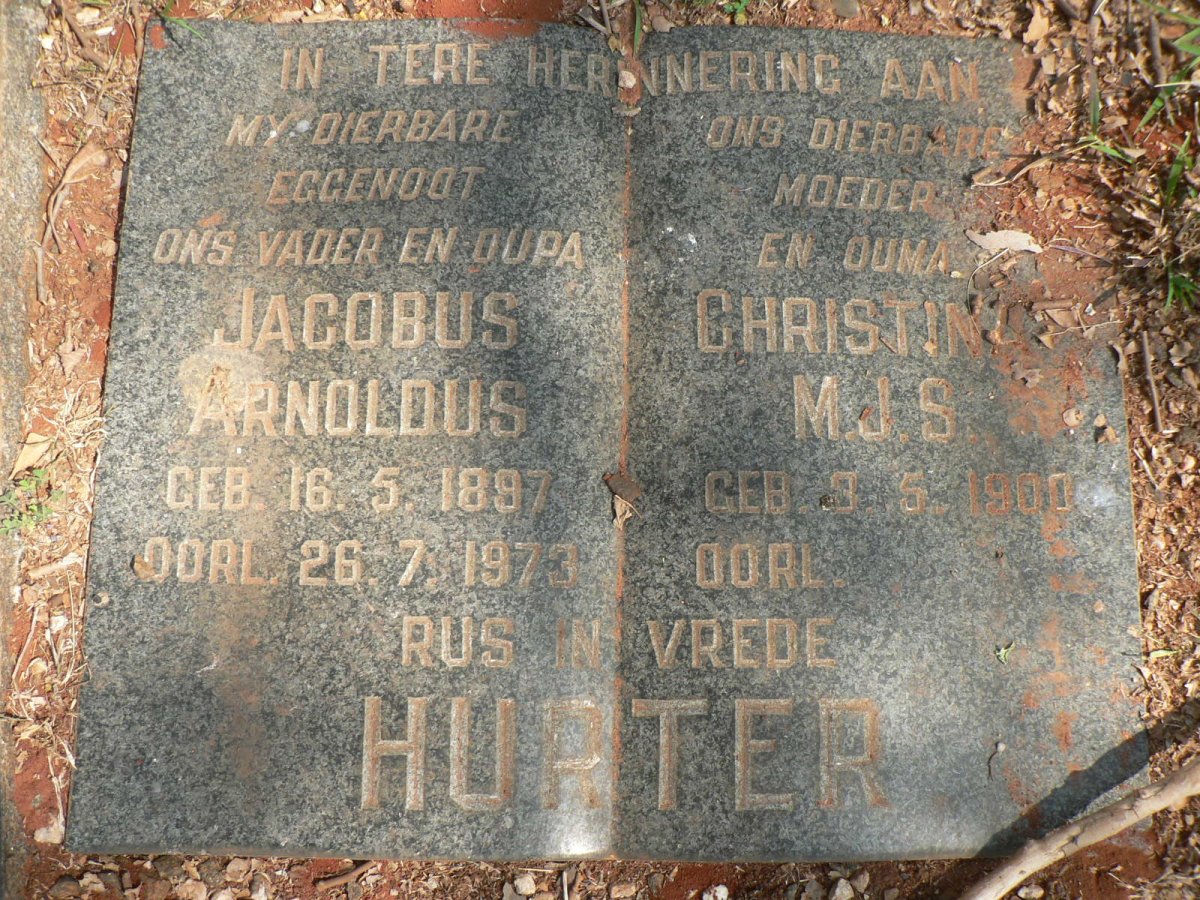 IN TERE HERINNERING AAN
MY DIERBARE
EGGENOOT
ONS VADER EN OUPA
JACOBUS
ARNOLDUS
GEB. 16. 5. 1897
OORL. 26. 7. 1973
ONS DIERBARE
MOEDER
EN OUMA
CHRISTINA
M.J.S.
GEB. 3. 5. 1900
OORL.
RUS IN VREDE
HURTER